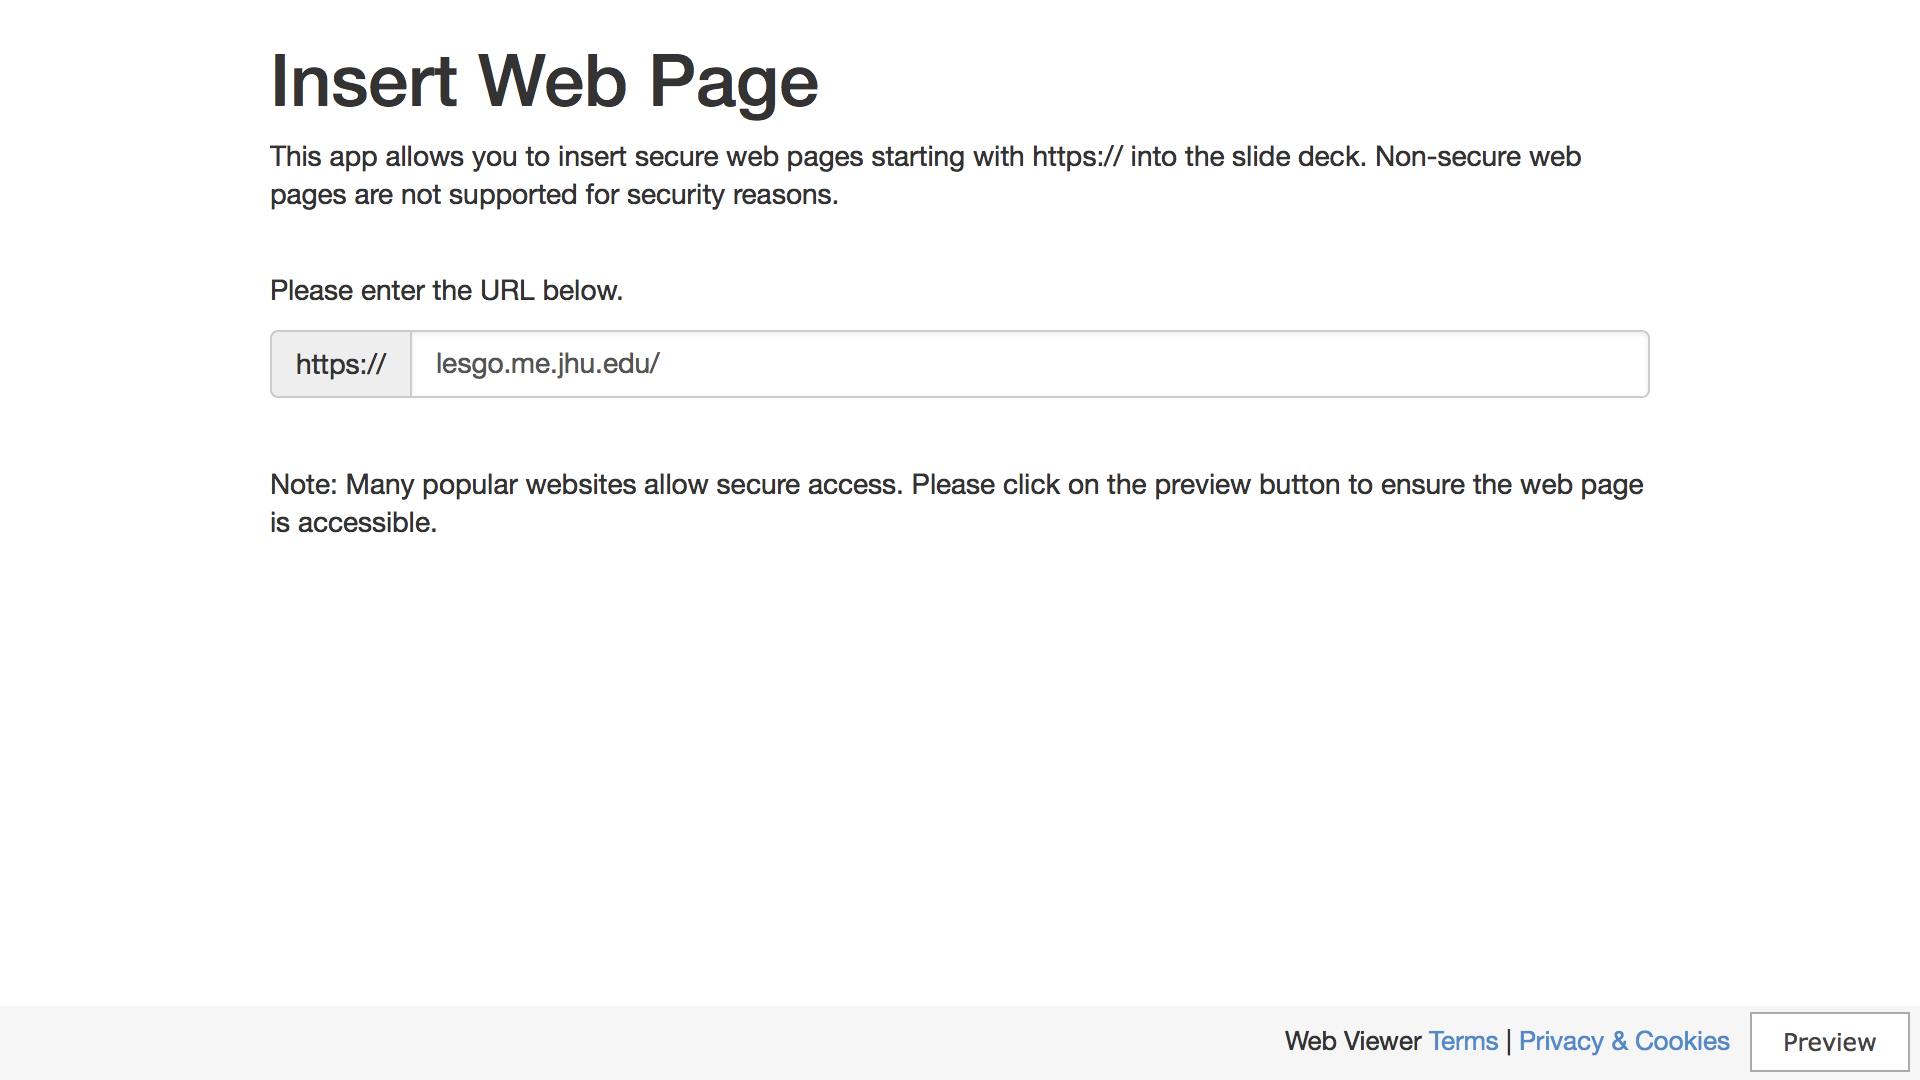 Insert Web Page
This app allows you to insert secure web pages starting with https:// into the slide deck. Non-secure web
pages are not supported for security reasons.
Please enter the URL below.
https:// lesgo.me.jhu.edu/
Note: Many popular websites allow secure access. Please click on the preview button to ensure the web page
is accessible.
Web Viewer Terms | Privacy & Cookies Preview